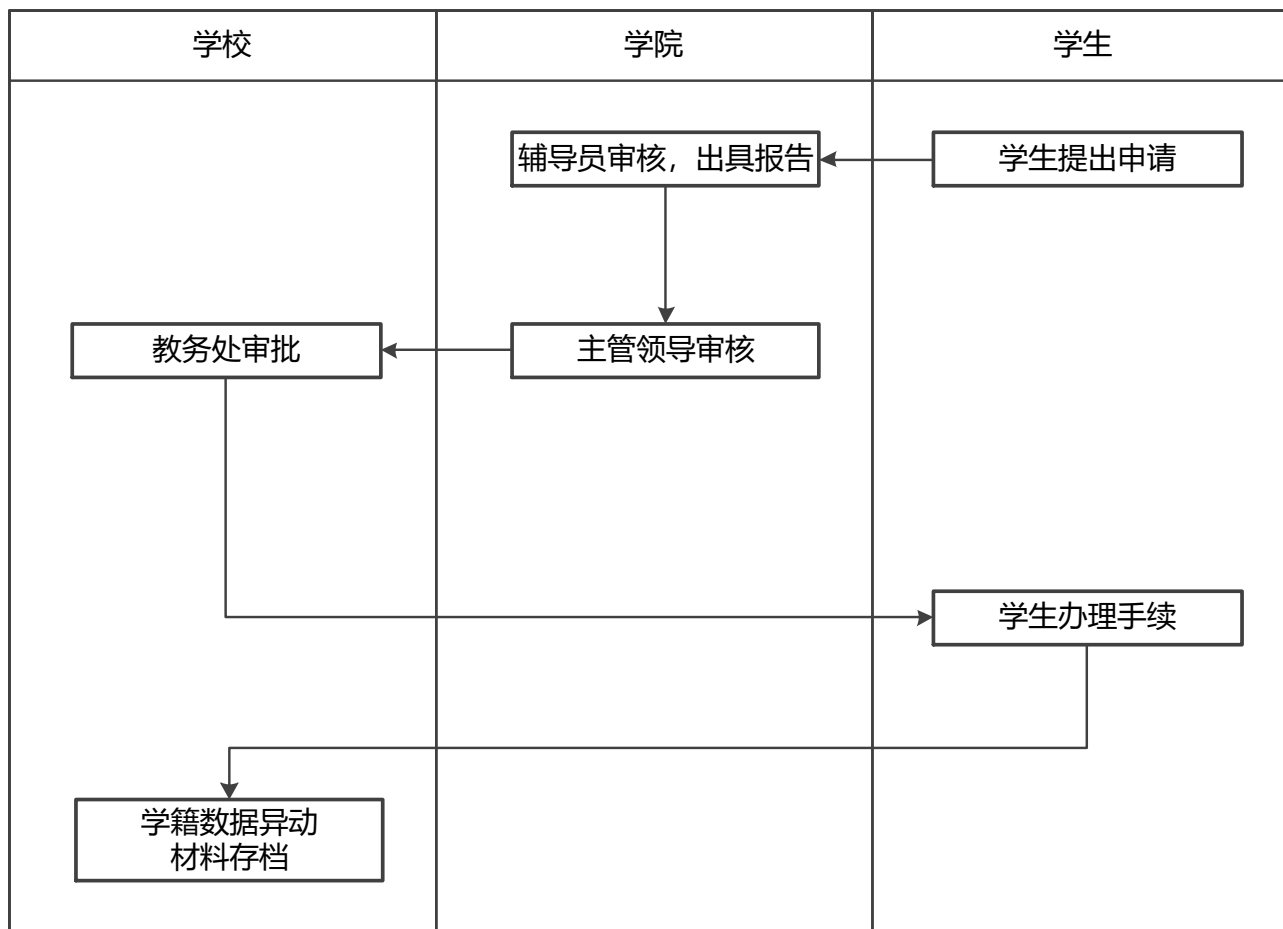 学校
学院
学生
辅导员审核，出具报告
学生提出申请
教务处审批
主管领导审核
学生办理手续
学籍数据异动
材料存档